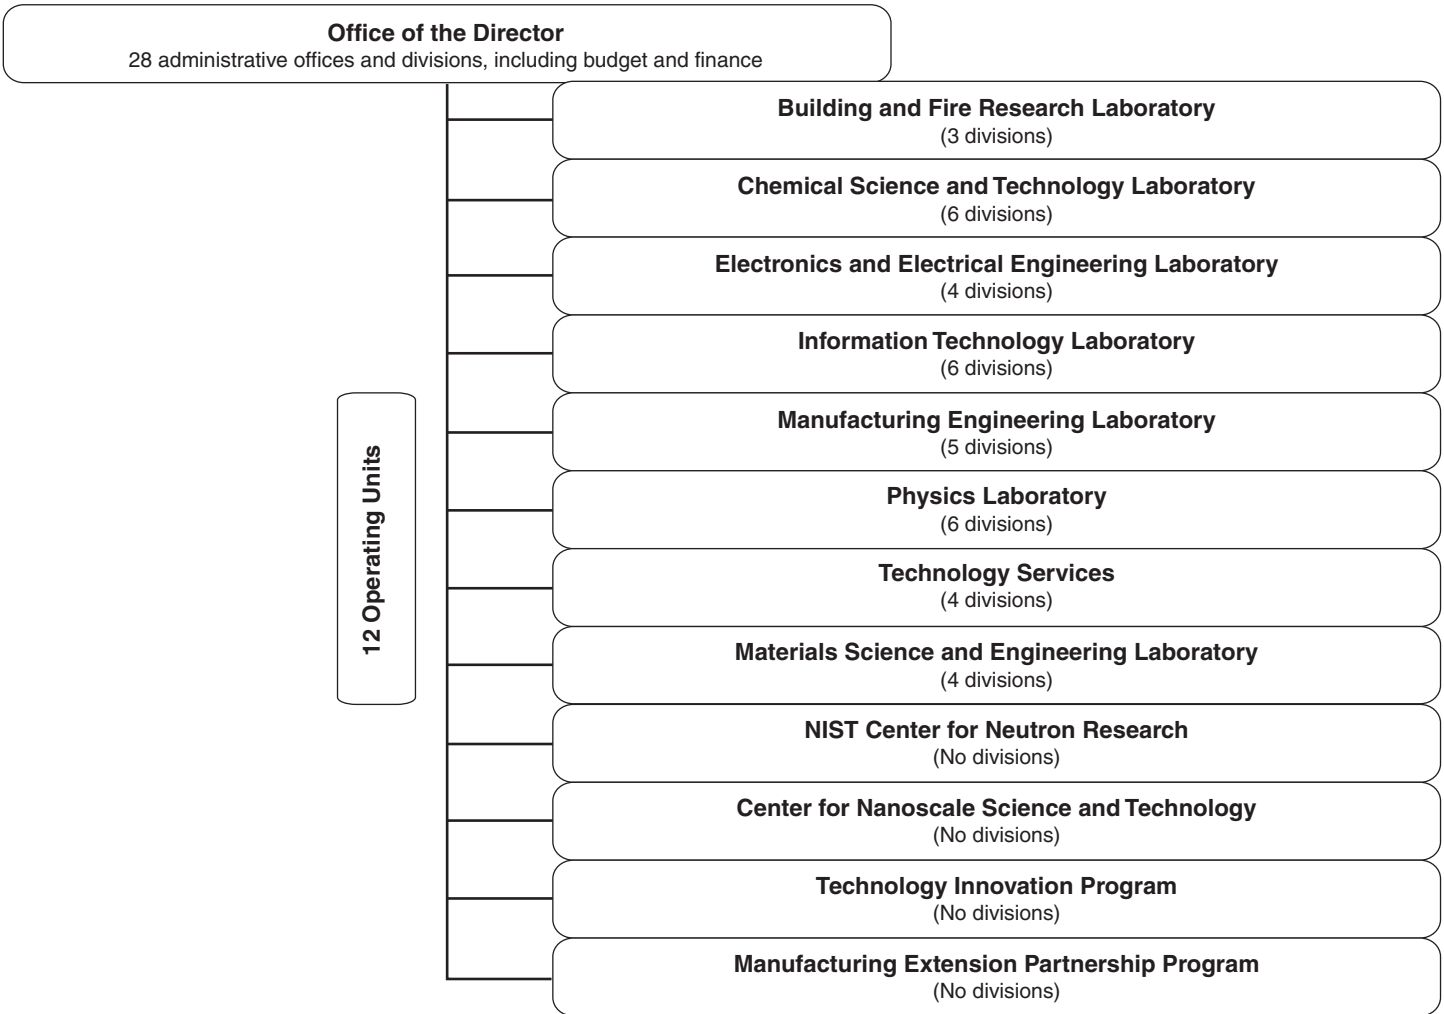 Office of the Director
28 administrative offices and divisions, including budget and finance
Building and Fire Research Laboratory
(3 divisions)
Chemical Science and Technology Laboratory
(6 divisions)
Electronics and Electrical Engineering Laboratory
(4 divisions)
Information Technology Laboratory
(6 divisions)
12 Operating Units
Manufacturing Engineering Laboratory
(5 divisions)
Physics Laboratory
(6 divisions)
Technology Services
(4 divisions)
Materials Science and Engineering Laboratory
(4 divisions)
NIST Center for Neutron Research
(No divisions)
Center for Nanoscale Science and Technology
(No divisions)
Technology Innovation Program
(No divisions)
Manufacturing Extension Partnership Program
(No divisions)